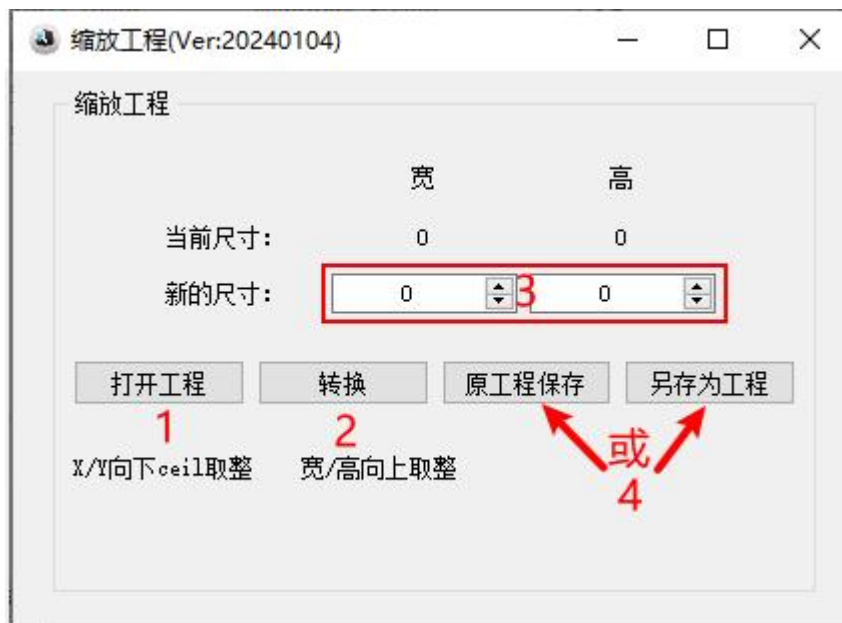 缩放工程(Ver:20240104)
缩放工程
宽 高
当前尺寸: 0 0
新的尺寸: 0 3 0
打开工程 转换 原工程保存 另存为工程
1 2 或
X/Y向下ceil取整 宽/高向上取整 4